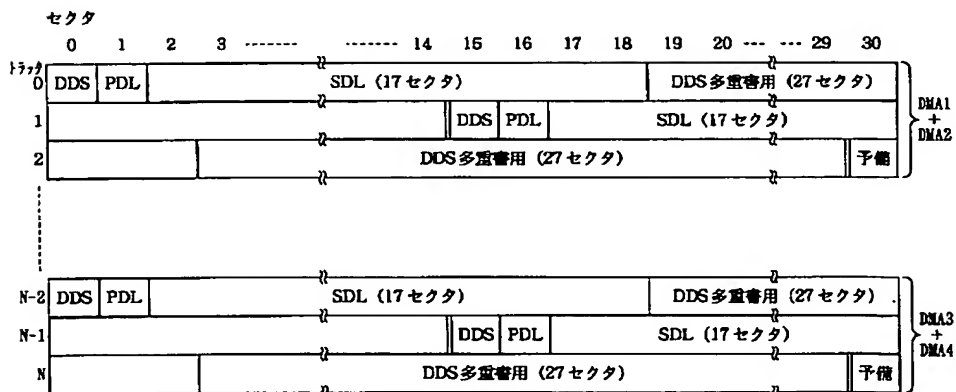 セクタ
0 1 2 3 -------- -------- 14 15 16 17 18 19 20 --- --- 29 30
トラック
0 DDS PDL SDL (17セクタ) DDS多重書用 (27セクタ)
1 DDS PDL SDL (17セクタ)
2 DDS多重書用 (27セクタ) 予備
DMA1
+
DMA2
N-2 DDS PDL SDL (17セクタ) DDS多重書用 (27セクタ)
N-1 DDS PDL SDL (17セクタ)
N DDS多重書用 (27セクタ) 予備
DMA3
+
DMA4